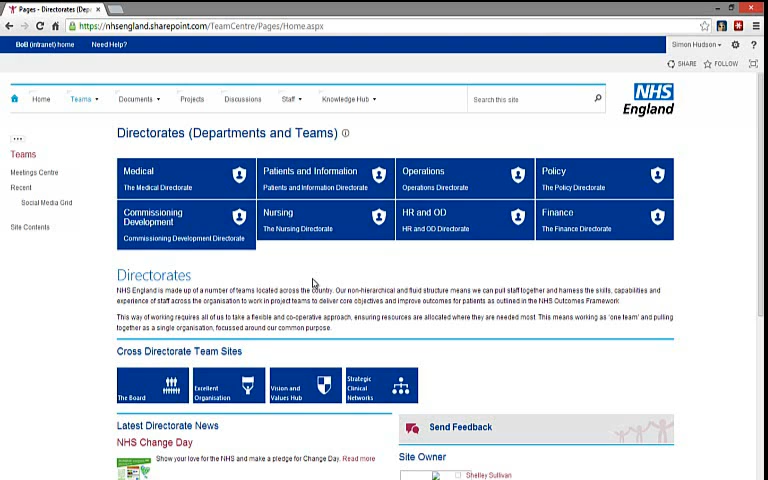 Pages - Directorates (Dep
https://nhsengland.sharepoint.com/TeamCentre/Pages/Home.aspx
BoB (intranet) home Need Help? Simon Hudson
SHARE FOLLOW
Home Teams Documents Projects Discussions Staff Knowledge Hub Search this site
NHS
England
Directorates (Departments and Teams)
Teams
Meetings Centre
Recent
Social Media Grid
Site Contents
Medical
The Medical Directorate
Patients and Information
Patients and Information Directorate
Operations
Operations Directorate
Policy
The Policy Directorate
Commissioning
Development
Commissioning Development Directorate
Nursing
The Nursing Directorate
HR and OD
HR and OD Directorate
Finance
The Finance Directorate
Directorates
NHS England is made up of a number of teams located across the country. Our non-hierarchical and fluid structure means we can pull staff together and harness the skills, capabilities and
experience of staff across the organisation to work in project teams to deliver core objectives and improve outcomes for patients as outlined in the NHS Outcomes Framework
This way of working requires all of us to take a flexible and co-operative approach, ensuring resources are allocated where they are needed most. This means working as 'one team' and pulling
together as a single organisation, focussed around our common purpose.
Cross Directorate Team Sites
The Board
Excellent
Organisation
Vision and
Values Hub
Strategic
Clinical
Networks
Latest Directorate News
NHS Change Day
Show your love for the NHS and make a pledge for Change Day. Read more
Send Feedback
Site Owner
Shelley Sullivan